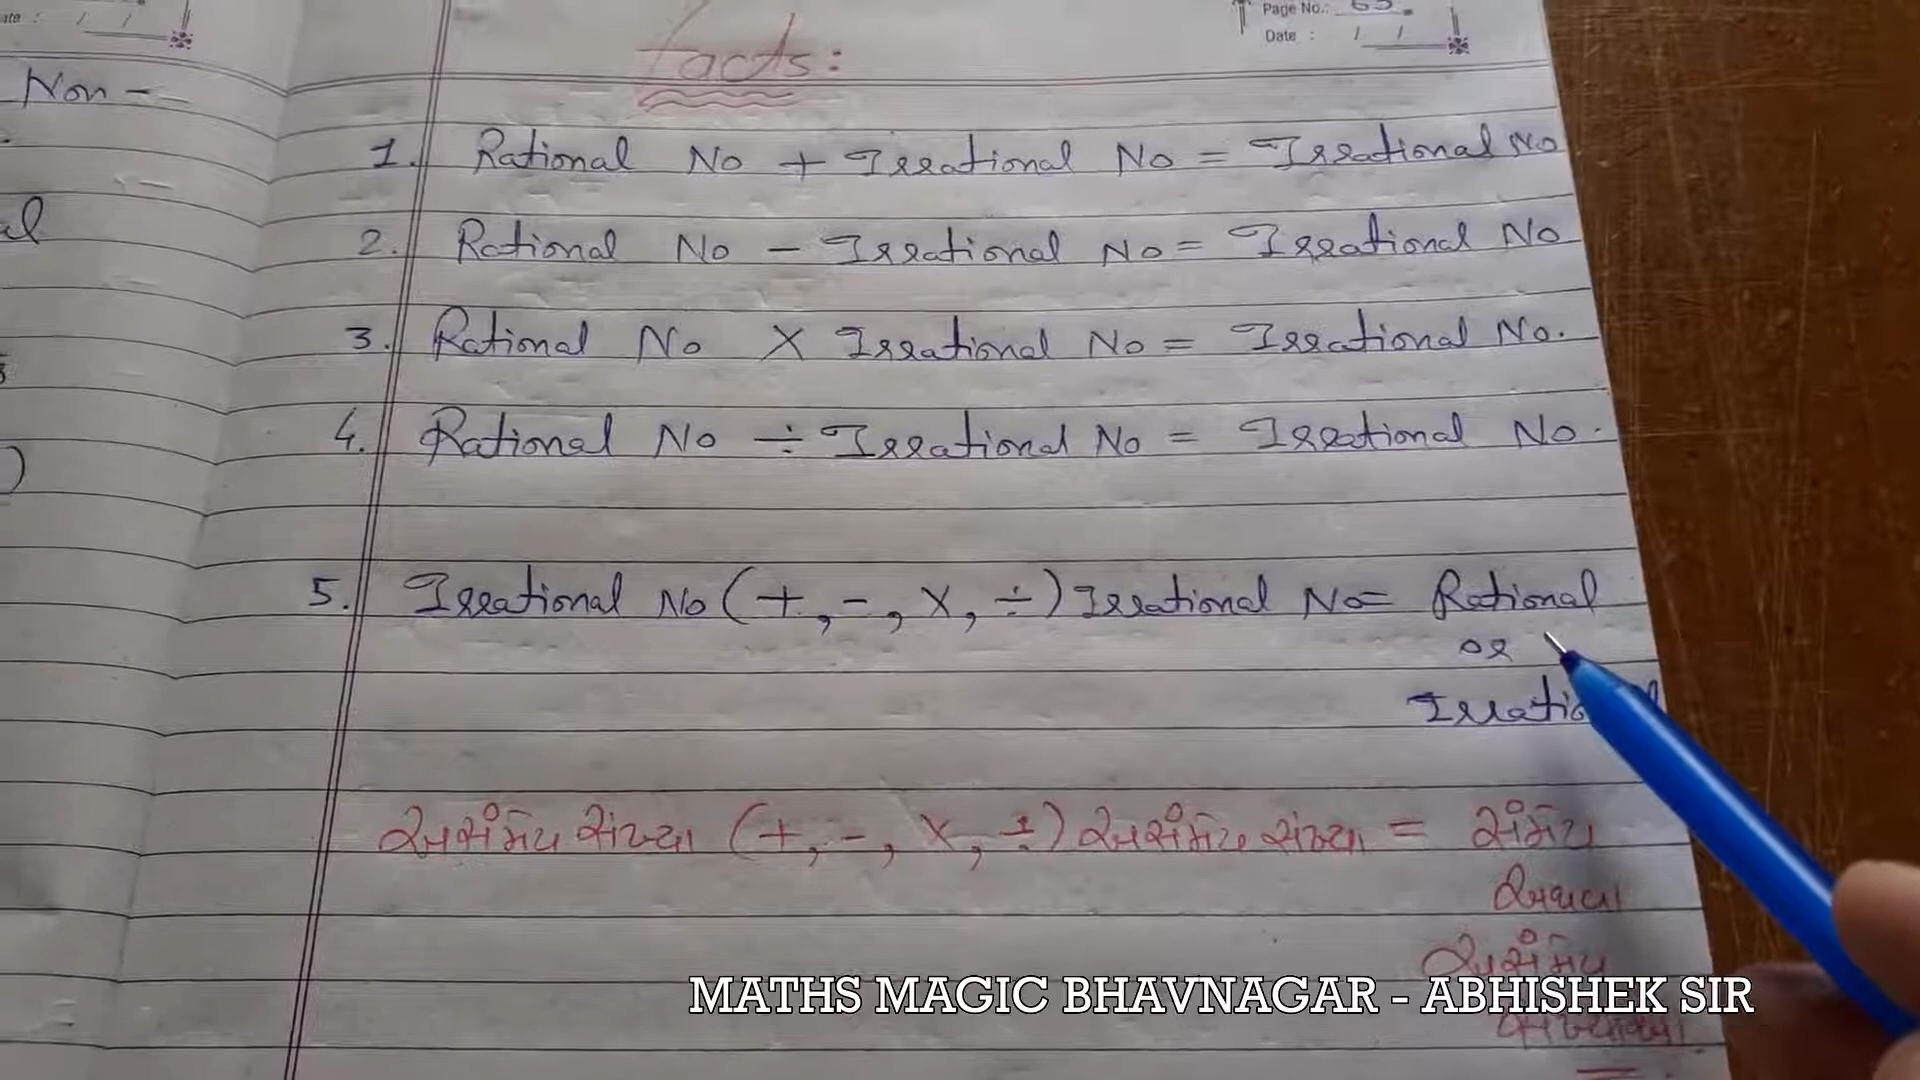 Date : / /
Page No.: 63.
Date : / /
Non -
Facts:
1. Rational No + Irrational No = Irrational No
2. Rational No - Irrational No = Irrational No
3. Rational No X Irrational No = Irrational No.
4. Rational No ÷ Irrational No = Irrational No.
5. Irrational No (+, -, X, ÷) Irrational No = Rational
or
Irratio
અસંમેય સંખ્યા (+, -, X, ÷) અસંમેય સંખ્યા = સંમેય
અથવા
અસંમેય
MATHS MAGIC BHAVNAGAR - ABHISHEK SIR